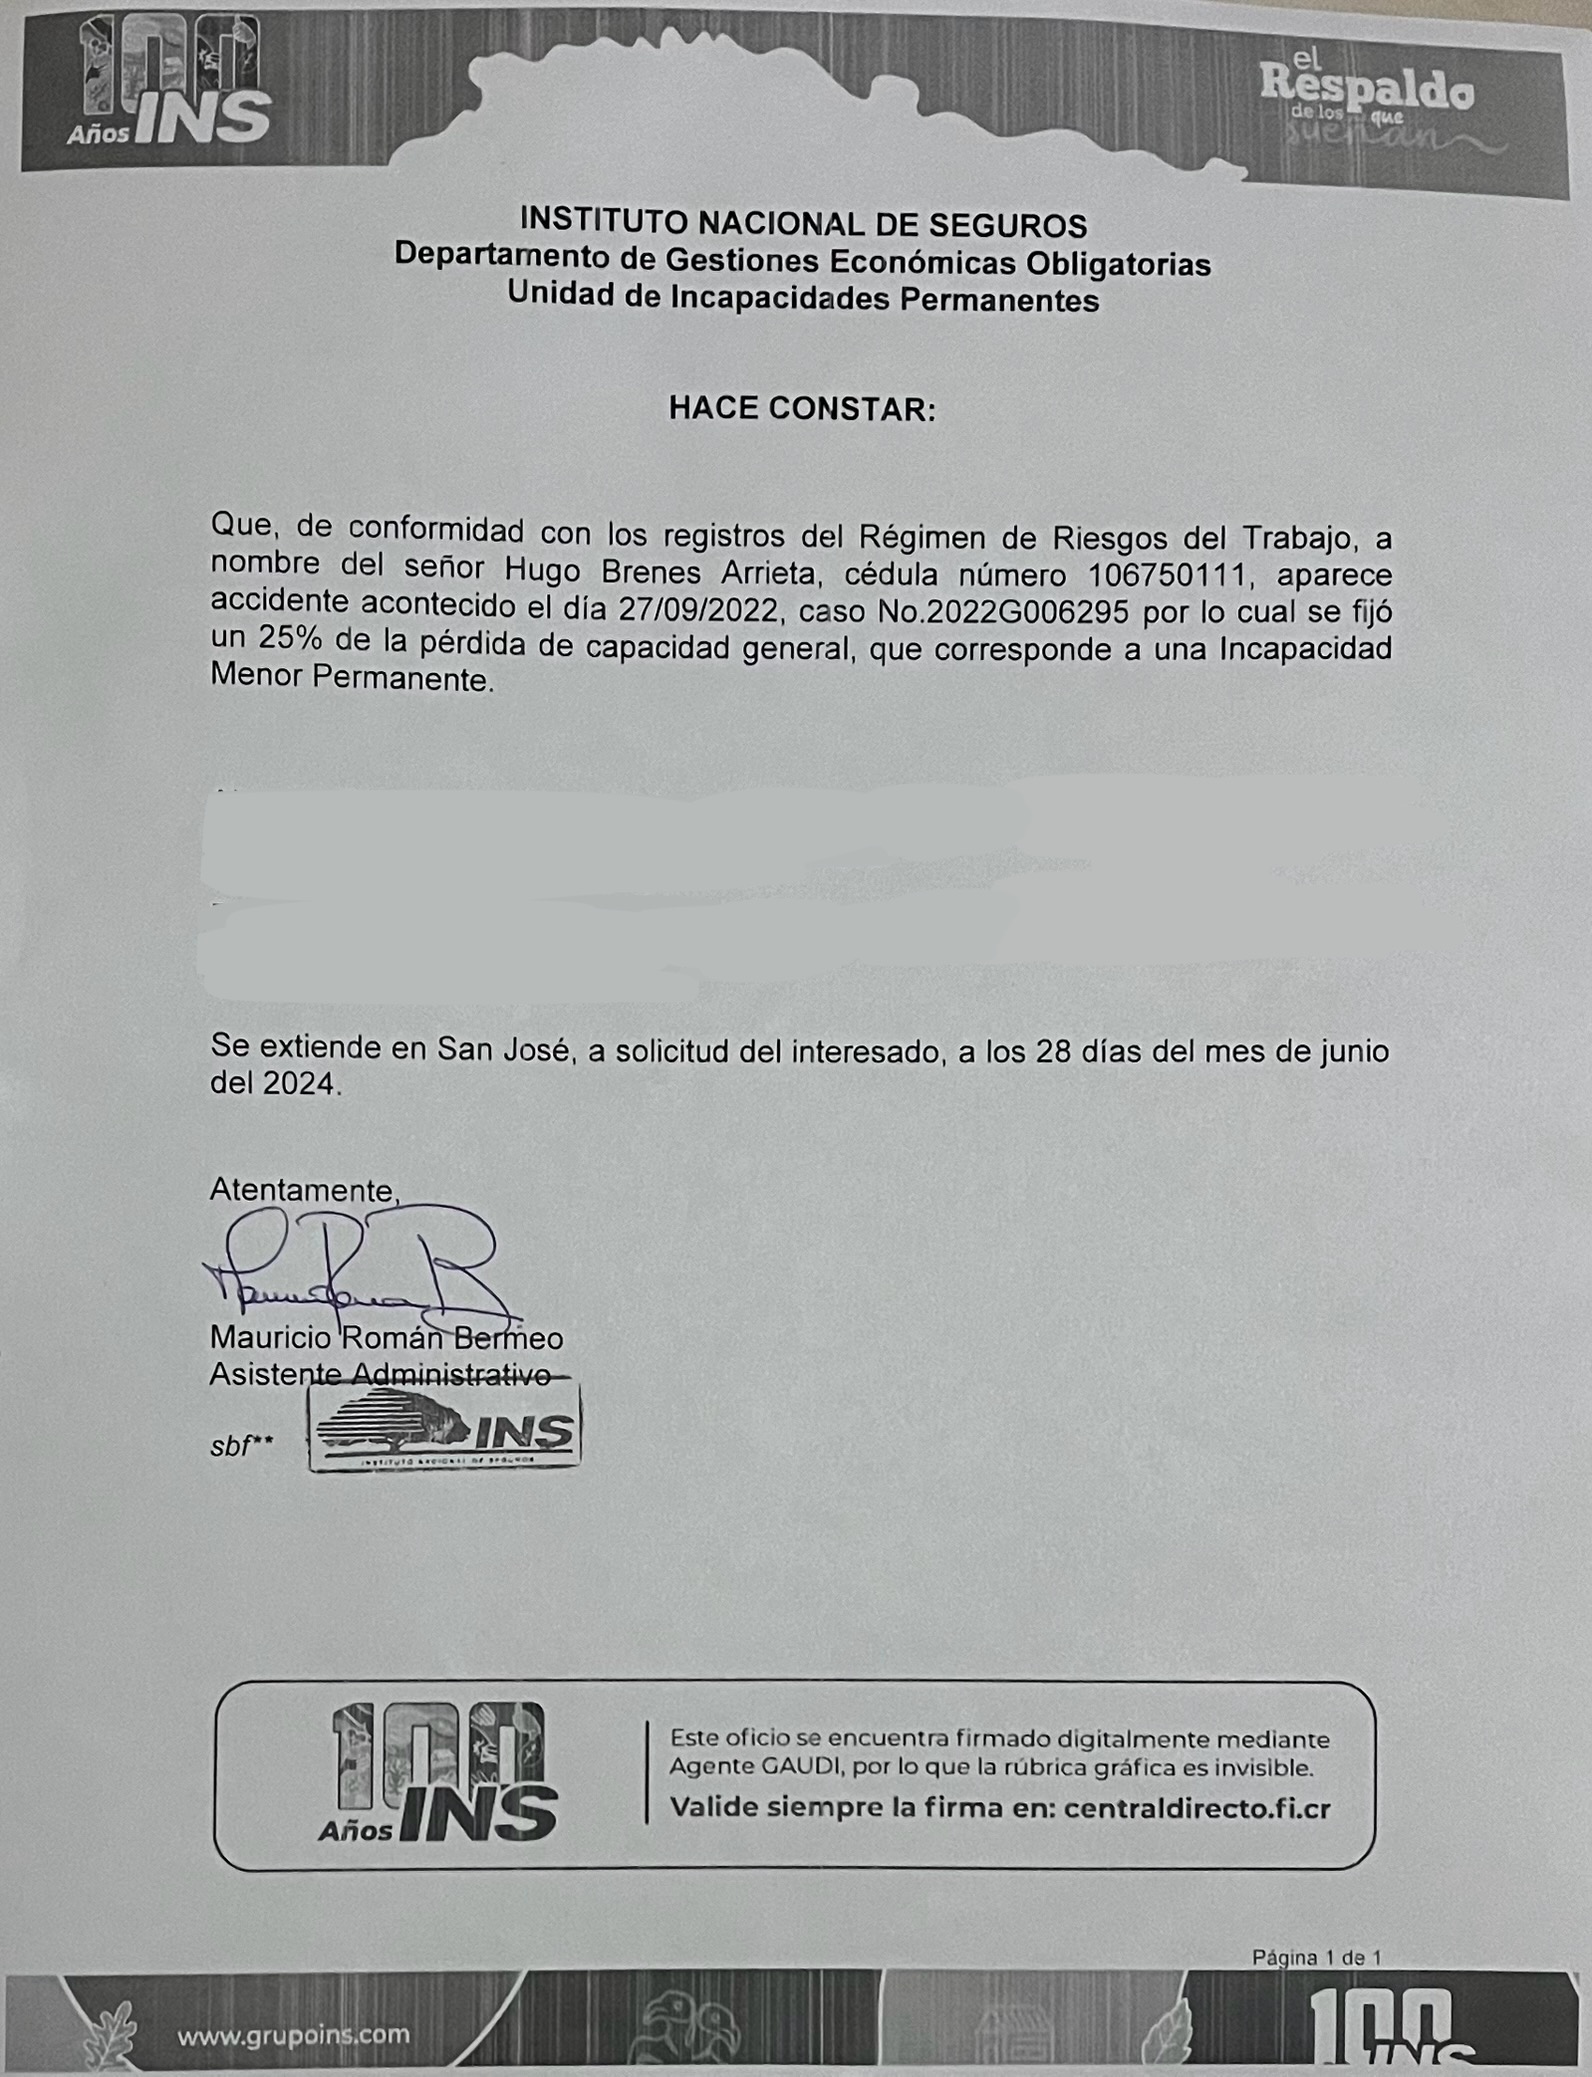 100
Años INS
el
Respaldo
de los que
sueñan
INSTITUTO NACIONAL DE SEGUROS
Departamento de Gestiones Económicas Obligatorias
Unidad de Incapacidades Permanentes
HACE CONSTAR:
Que, de conformidad con los registros del Régimen de Riesgos del Trabajo, a
nombre del señor Hugo Brenes Arrieta, cédula número 106750111, aparece
accidente acontecido el día 27/09/2022, caso No.2022G006295 por lo cual se fijó
un 25% de la pérdida de capacidad general, que corresponde a una Incapacidad
Menor Permanente.
Se extiende en San José, a solicitud del interesado, a los 28 días del mes de junio
del 2024.
Atentamente,
Mauricio Román Bermeo
Asistente Administrativo
sbf**
INS
INSTITUTO NACIONAL DE SEGUROS
100
Años INS
Este oficio se encuentra firmado digitalmente mediante
Agente GAUDI, por lo que la rúbrica gráfica es invisible.
Valide siempre la firma en: centraldirecto.fi.cr
Página 1 de 1
www.grupoins.com
100
INS